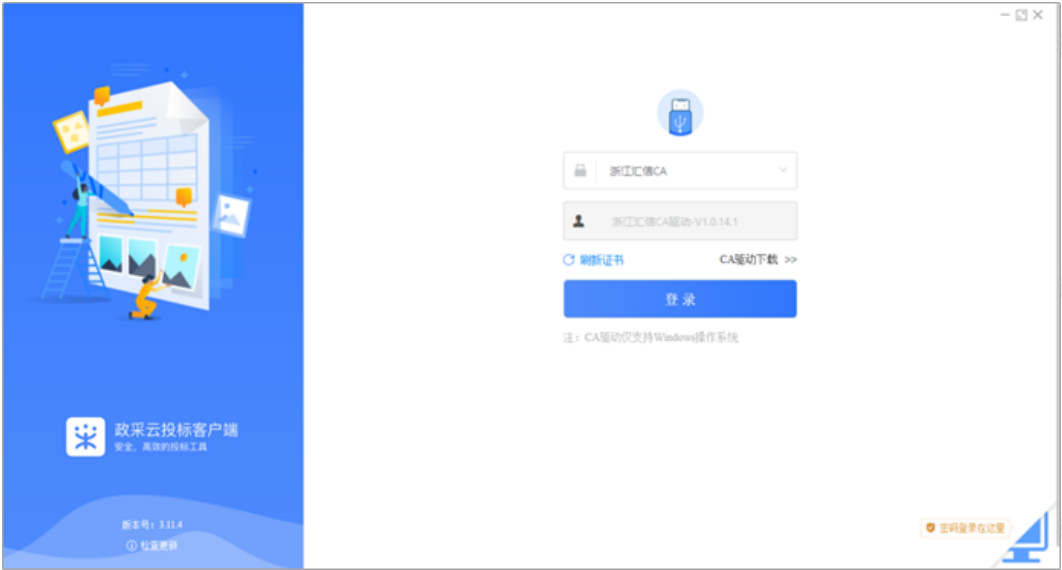 浙江汇信CA
浙江汇信CA驱动-V1.0.14.1
刷新证书
CA驱动下载 >>
登 录
注：CA驱动仅支持Windows操作系统
政采云投标客户端
安全、高效的投标工具
版本号：3.11.4
检查更新
密码登录在这里